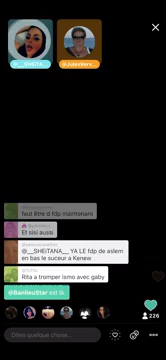 @__SHEITA...
@JulesVerv...
faut être d fdp maintenant
Et sisi aussi
@__SHEITANA__ YA LE fdp de aslem
en bas le suceur a Kenew
Rita a tromper ismo avec gaby
@BanlieuStar est là
Dites quelque chose...
226